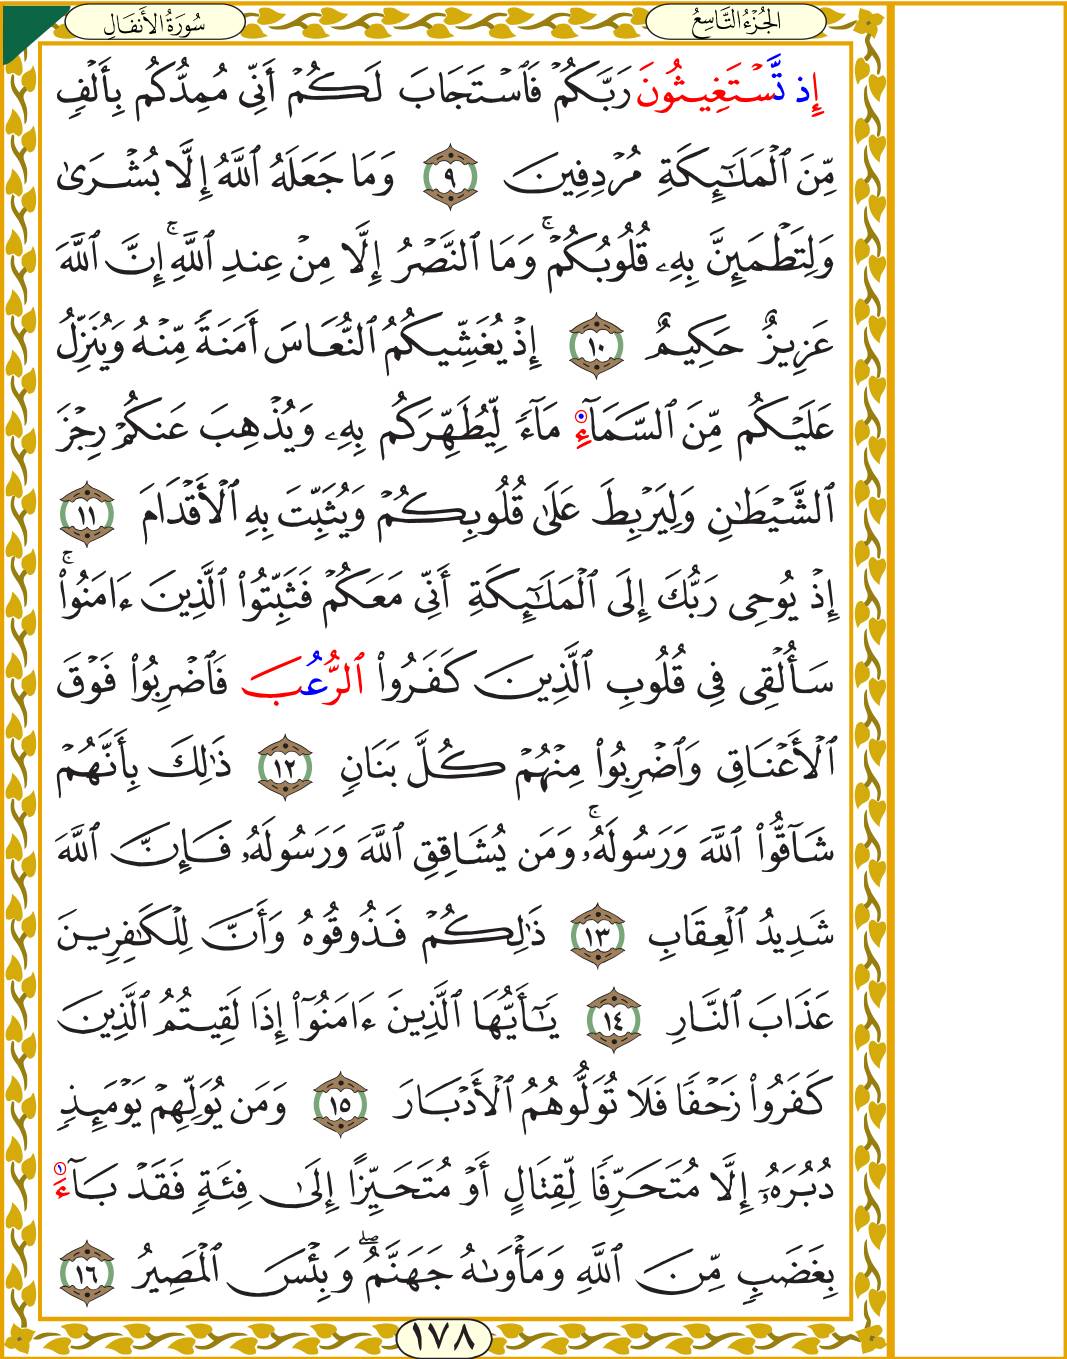 الجُزْءُ التَّاسِعُ
سُورَةُ الأَنفَالِ
إِذ تَّسْتَغِيثُونَ رَبَّكُمْ فَٱسْتَجَابَ لَكُمْ أَنِّى مُمِدُّكُم بِأَلْفٍ
مِّنَ ٱلْمَلَٰٓئِكَةِ مُرْدِفِينَ ٩ وَمَا جَعَلَهُ ٱللَّهُ إِلَّا بُشْرَىٰ
وَلِتَطْمَئِنَّ بِهِۦ قُلُوبُكُمْ ۚ وَمَا ٱلنَّصْرُ إِلَّا مِنْ عِندِ ٱللَّهِ ۚ إِنَّ ٱللَّهَ
عَزِيزٌ حَكِيمٌ ١٠ إِذْ يُغَشِّيكُمُ ٱلنُّعَاسَ أَمَنَةً مِّنْهُ وَيُنَزِّلُ
عَلَيْكُم مِّنَ ٱلسَّمَآءِ مَآءً لِّيُطَهِّرَكُم بِهِۦ وَيُذْهِبَ عَنكُمْ رِجْزَ
ٱلشَّيْطَٰنِ وَلِيَرْبِطَ عَلَىٰ قُلُوبِكُمْ وَيُثَبِّتَ بِهِ ٱلْأَقْدَامَ ١١
إِذْ يُوحِى رَبُّكَ إِلَى ٱلْمَلَٰٓئِكَةِ أَنِّى مَعَكُمْ فَثَبِّتُوا۟ ٱلَّذِينَ ءَامَنُوا۟ ۚ
سَأُلْقِى فِى قُلُوبِ ٱلَّذِينَ كَفَرُوا۟ ٱلرُّعُبَ فَٱضْرِبُوا۟ فَوْقَ
ٱلْأَعْنَاقِ وَٱضْرِبُوا۟ مِنْهُمْ كُلَّ بَنَانٍ ١٢ ذَٰلِكَ بِأَنَّهُمْ
شَآقُّوا۟ ٱللَّهَ وَرَسُولَهُۥ ۚ وَمَن يُشَاقِقِ ٱللَّهَ وَرَسُولَهُۥ فَإِنَّ ٱللَّهَ
شَدِيدُ ٱلْعِقَابِ ١٣ ذَٰلِكُمْ فَذُوقُوهُ وَأَنَّ لِلْكَٰفِرِينَ
عَذَابَ ٱلنَّارِ ١٤ يَٰٓأَيُّهَا ٱلَّذِينَ ءَامَنُوٓا۟ إِذَا لَقِيتُمُ ٱلَّذِينَ
كَفَرُوا۟ زَحْفًا فَلَا تُوَلُّوهُمُ ٱلْأَدْبَارَ ١٥ وَمَن يُوَلِّهِمْ يَوْمَئِذٍ
دُبُرَهُۥٓ إِلَّا مُتَحَرِّفًا لِّقِتَالٍ أَوْ مُتَحَيِّزًا إِلَىٰ فِئَةٍ فَقَدْ بَآءَ ١
بِغَضَبٍ مِّنَ ٱللَّهِ وَمَأْوَىٰهُ جَهَنَّمُ ۖ وَبِئْسَ ٱلْمَصِيرُ ١٦
١٧٨